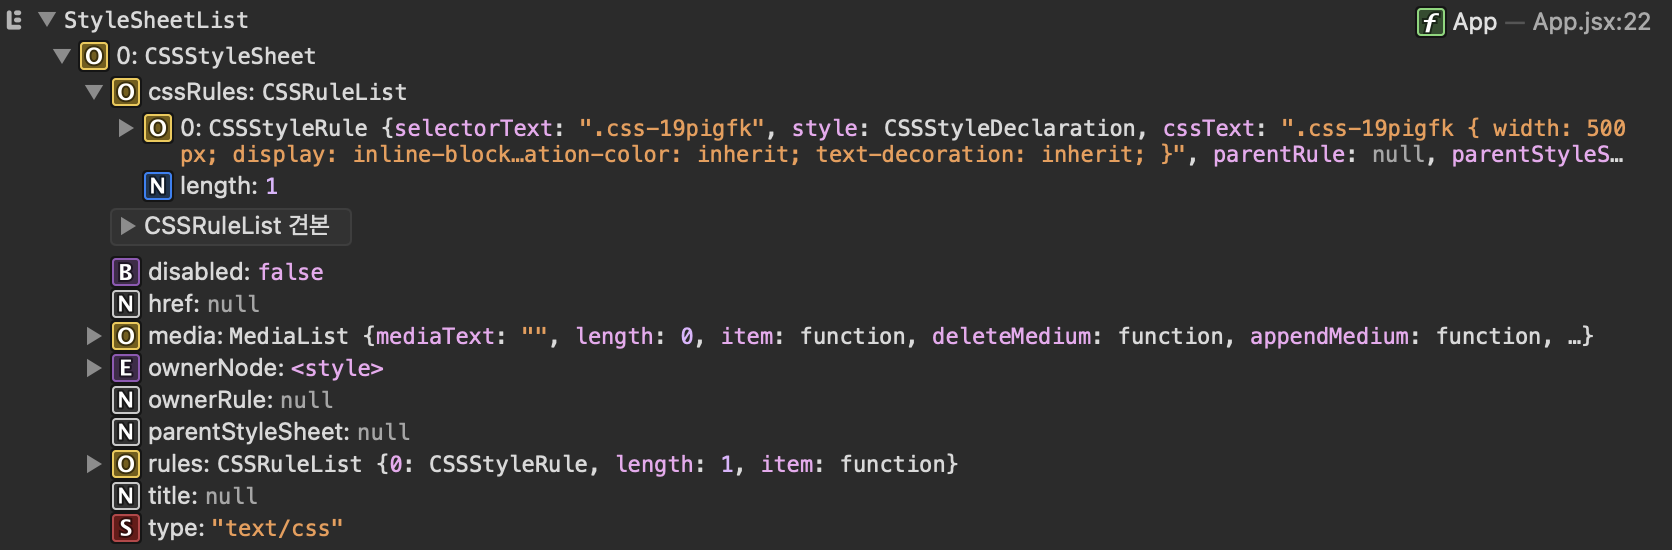 E StyleSheetList f App — App.jsx:22
O 0: CSSStyleSheet
O cssRules: CSSRuleList
O 0: CSSStyleRule {selectorText: ".css-19pigfk", style: CSSStyleDeclaration, cssText: ".css-19pigfk { width: 500
px; display: inline-block…ation-color: inherit; text-decoration: inherit; }", parentRule: null, parentStyleS…
N length: 1
CSSRuleList 견본
B disabled: false
N href: null
O media: MediaList {mediaText: "", length: 0, item: function, deleteMedium: function, appendMedium: function, …}
E ownerNode: <style>
N ownerRule: null
N parentStyleSheet: null
O rules: CSSRuleList {0: CSSStyleRule, length: 1, item: function}
N title: null
S type: "text/css"